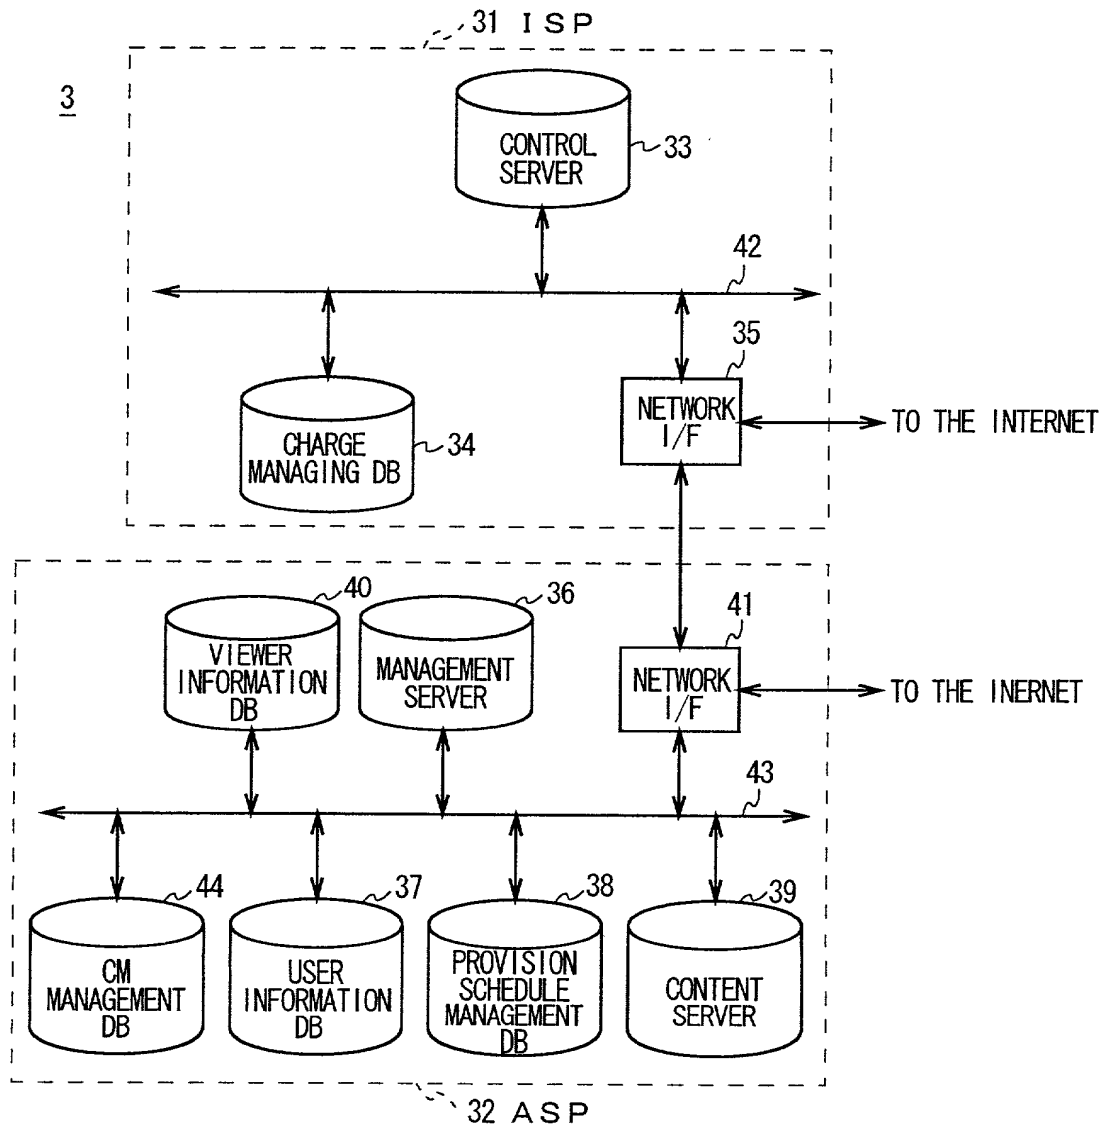 31 ISP
3
CONTROL
SERVER
33
42
35
NETWORK
I/F
TO THE INTERNET
CHARGE
MANAGING DB
34
40
36
41
VIEWER
INFORMATION
DB
MANAGEMENT
SERVER
NETWORK
I/F
TO THE INERNET
43
44
37
38
39
CM
MANAGEMENT
DB
USER
INFORMATION
DB
PROVISION
SCHEDULE
MANAGEMENT
DB
CONTENT
SERVER
32 ASP